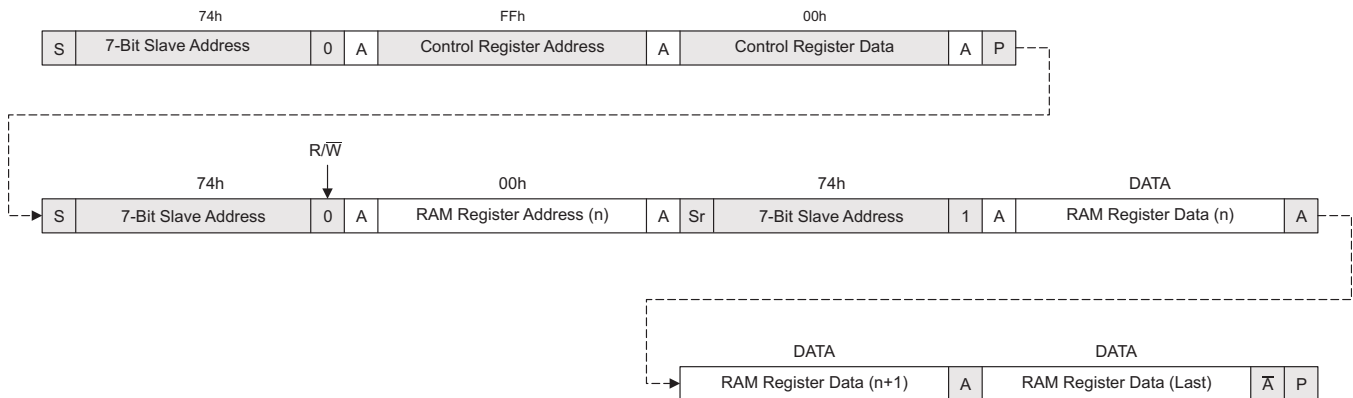 74h FFh 00h
S 7-Bit Slave Address 0 A Control Register Address A Control Register Data A P
R/W̅
74h 00h 74h DATA
S 7-Bit Slave Address 0 A RAM Register Address (n) A Sr 7-Bit Slave Address 1 A RAM Register Data (n) A
DATA DATA
RAM Register Data (n+1) A RAM Register Data (Last) A̅ P